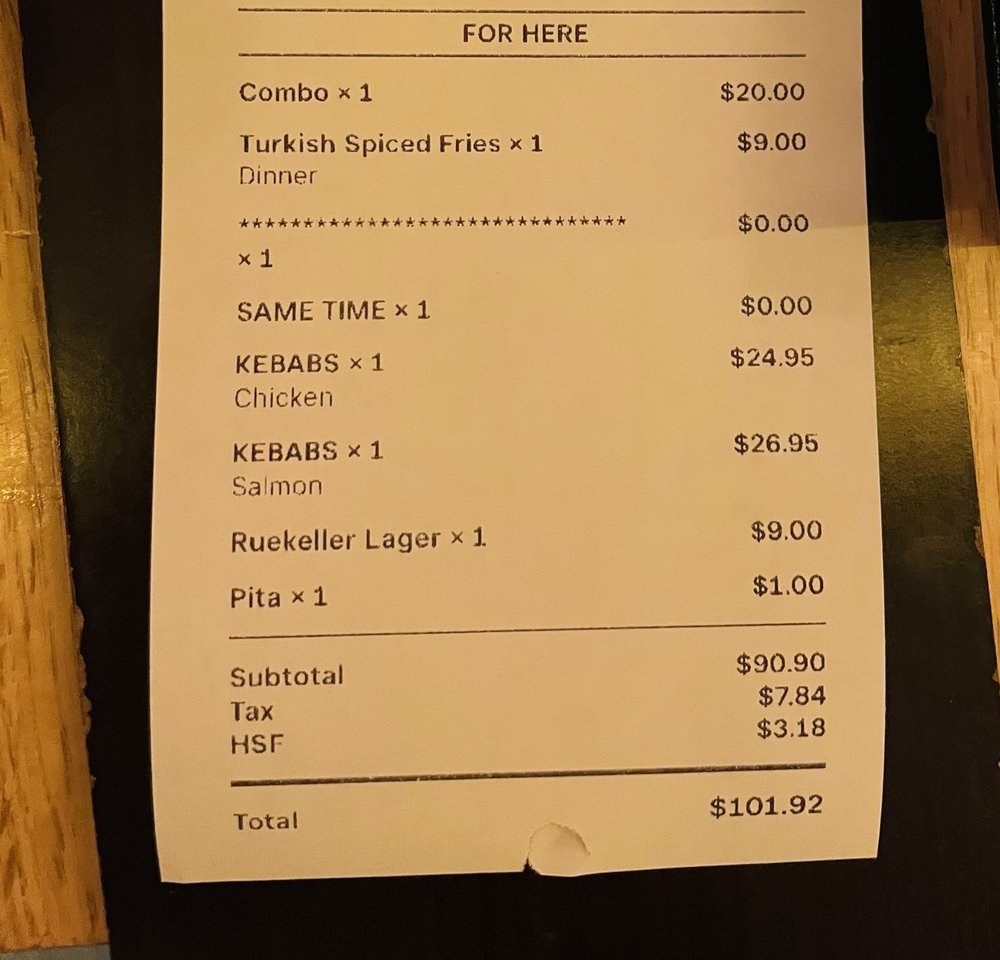 FOR HERE
Combo × 1 $20.00
Turkish Spiced Fries × 1 $9.00
Dinner
******************************* $0.00
× 1
SAME TIME × 1 $0.00
KEBABS × 1 $24.95
Chicken
KEBABS × 1 $26.95
Salmon
Ruekeller Lager × 1 $9.00
Pita × 1 $1.00
Subtotal $90.90
Tax $7.84
HSF $3.18
Total $101.92